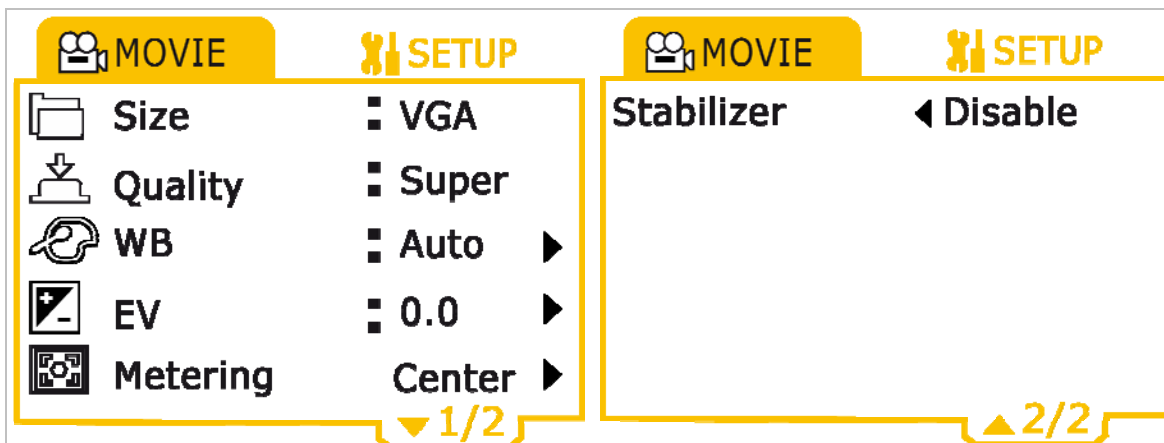 MOVIE SETUP
Size : VGA
Quality : Super
WB : Auto
EV : 0.0
Metering Center
1/2
MOVIE SETUP
Stabilizer Disable
2/2